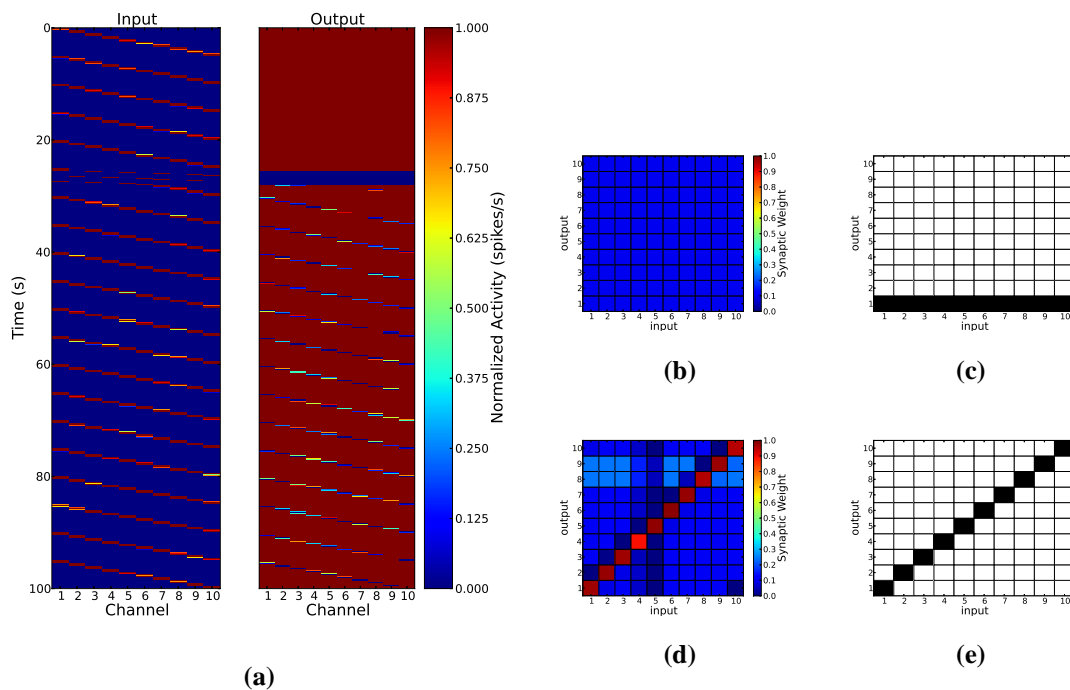 Input
Output
0
20
40
60
80
100
Time (s)
1 2 3 4 5 6 7 8 9 10
Channel
1 2 3 4 5 6 7 8 9 10
Channel
1.000
0.875
0.750
0.625
0.500
0.375
0.250
0.125
0.000
Normalized Activity (spikes/s)
(a)
10
9
8
7
6
5
4
3
2
1
output
1 2 3 4 5 6 7 8 9 10
input
1.0
0.9
0.8
0.7
0.6
0.5
0.4
0.3
0.2
0.1
0.0
Synaptic Weight
(b)
10
9
8
7
6
5
4
3
2
1
output
1 2 3 4 5 6 7 8 9 10
input
(c)
10
9
8
7
6
5
4
3
2
1
output
1 2 3 4 5 6 7 8 9 10
input
1.0
0.9
0.8
0.7
0.6
0.5
0.4
0.3
0.2
0.1
0.0
Synaptic Weight
(d)
10
9
8
7
6
5
4
3
2
1
output
1 2 3 4 5 6 7 8 9 10
input
(e)